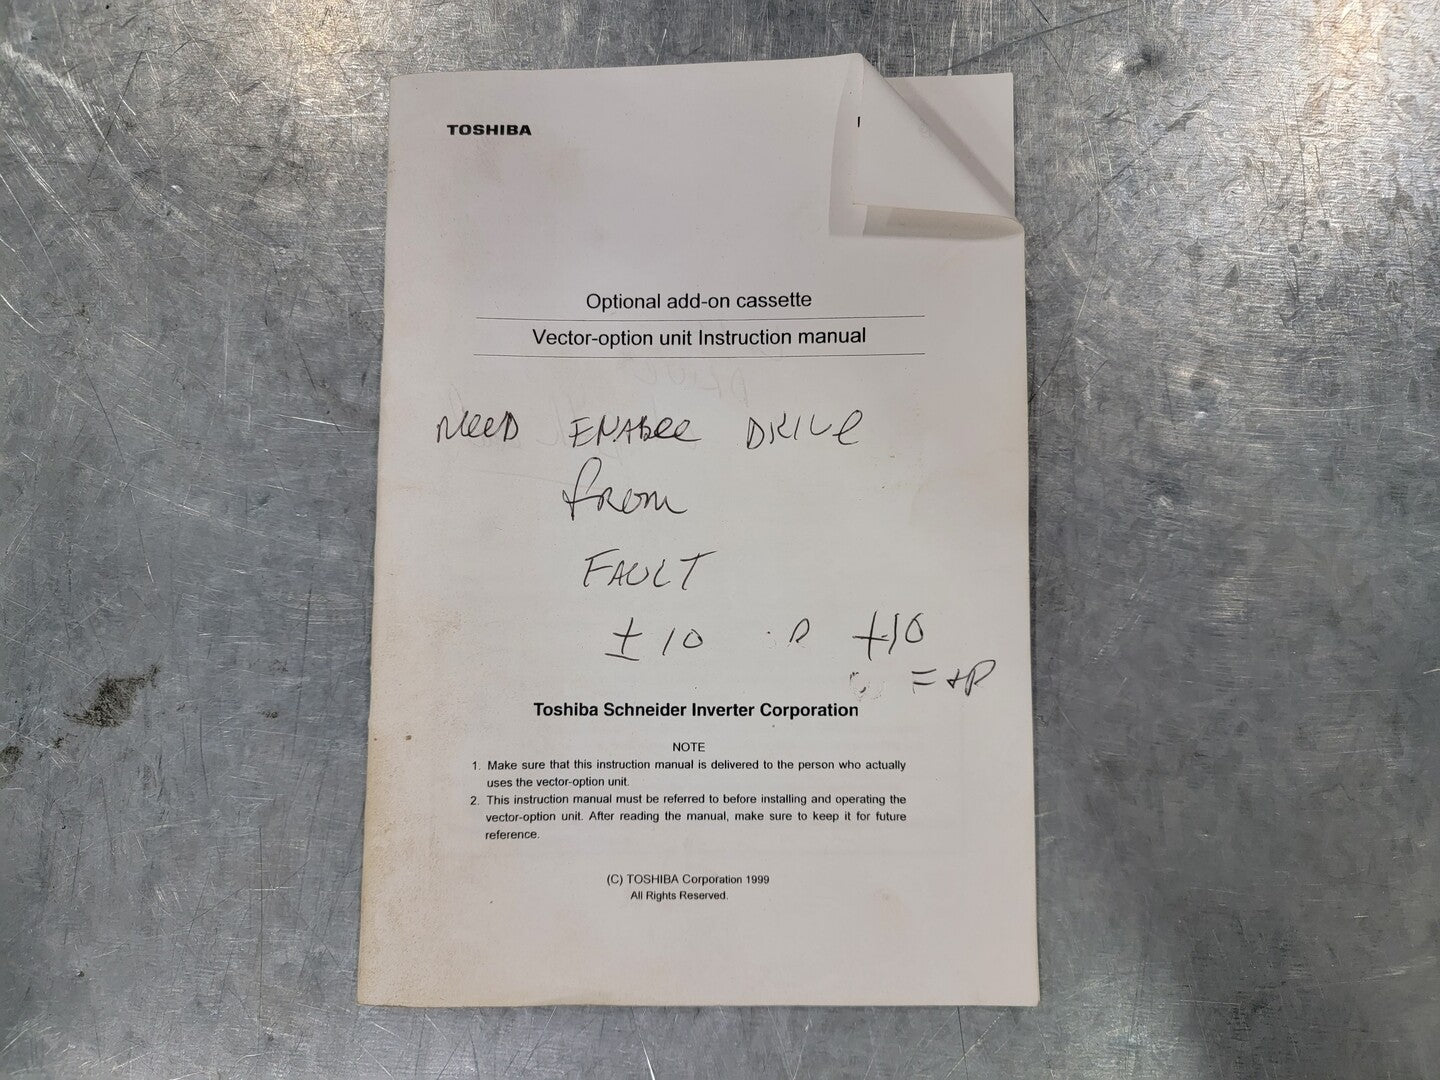 TOSHIBA
Optional add-on cassette
Vector-option unit Instruction manual
NEED ENABLE DRIVE
FROM
FAULT
± 10 +10
= +P
Toshiba Schneider Inverter Corporation
NOTE
1. Make sure that this instruction manual is delivered to the person who actually
uses the vector-option unit.
2. This instruction manual must be referred to before installing and operating the
vector-option unit. After reading the manual, make sure to keep it for future
reference.
(C) TOSHIBA Corporation 1999
All Rights Reserved.